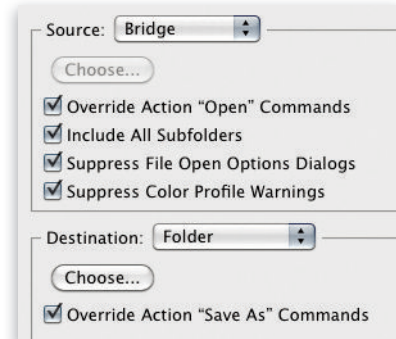 Source: Bridge
Choose...
Override Action “Open” Commands
Include All Subfolders
Suppress File Open Options Dialogs
Suppress Color Profile Warnings
Destination: Folder
Choose...
Override Action “Save As” Commands